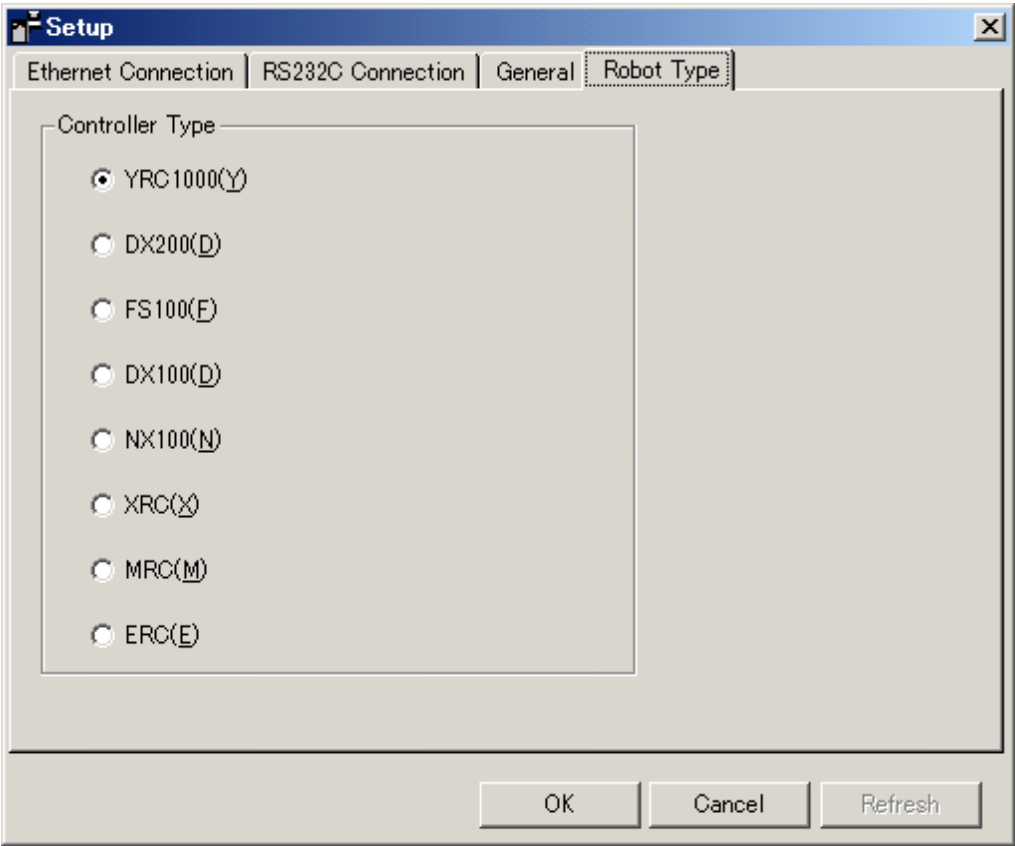 Setup
Ethernet Connection RS232C Connection General Robot Type
Controller Type
YRC1000(Y)
DX200(D)
FS100(F)
DX100(D)
NX100(N)
XRC(X)
MRC(M)
ERC(E)
OK Cancel Refresh